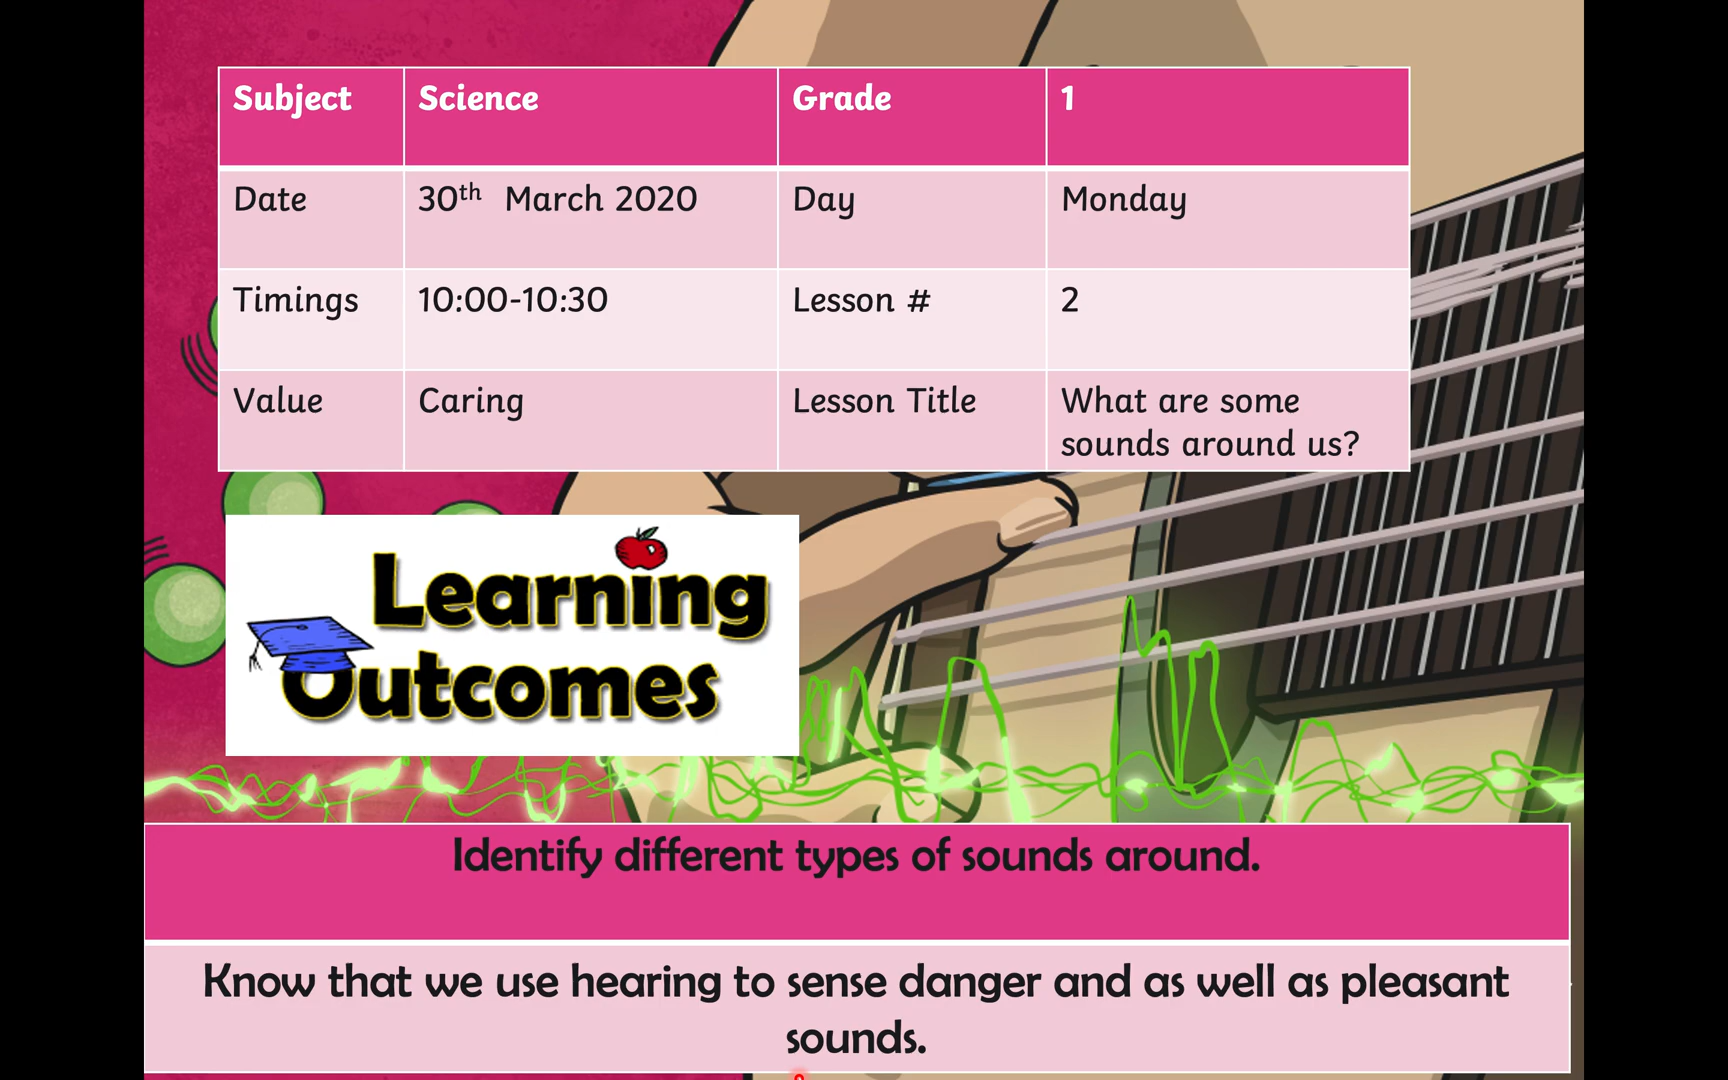 Subject Science Grade 1
Date 30th March 2020 Day Monday
Timings 10:00-10:30 Lesson # 2
Value Caring Lesson Title What are some
sounds around us?
Learning
Outcomes
Identify different types of sounds around.
Know that we use hearing to sense danger and as well as pleasant
sounds.